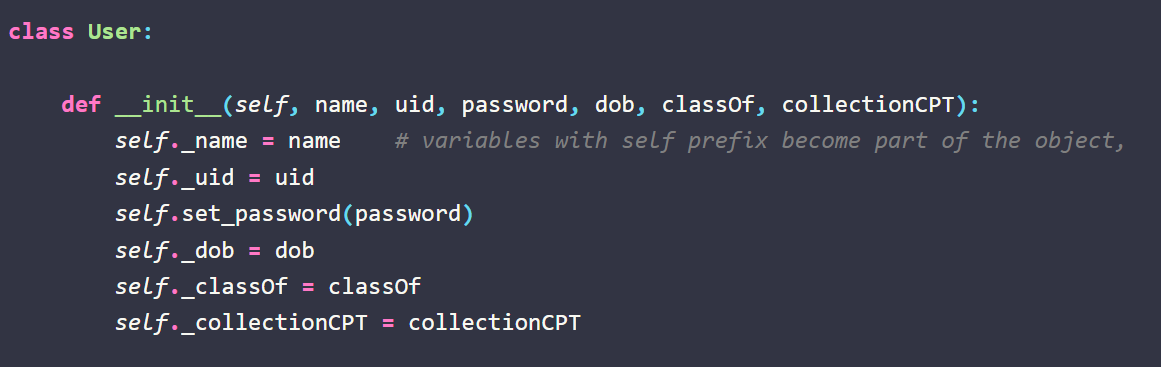 class User:
    def __init__(self, name, uid, password, dob, classOf, collectionCPT):
        self._name = name    # variables with self prefix become part of the object,
        self._uid = uid
        self.set_password(password)
        self._dob = dob
        self._classOf = classOf
        self._collectionCPT = collectionCPT